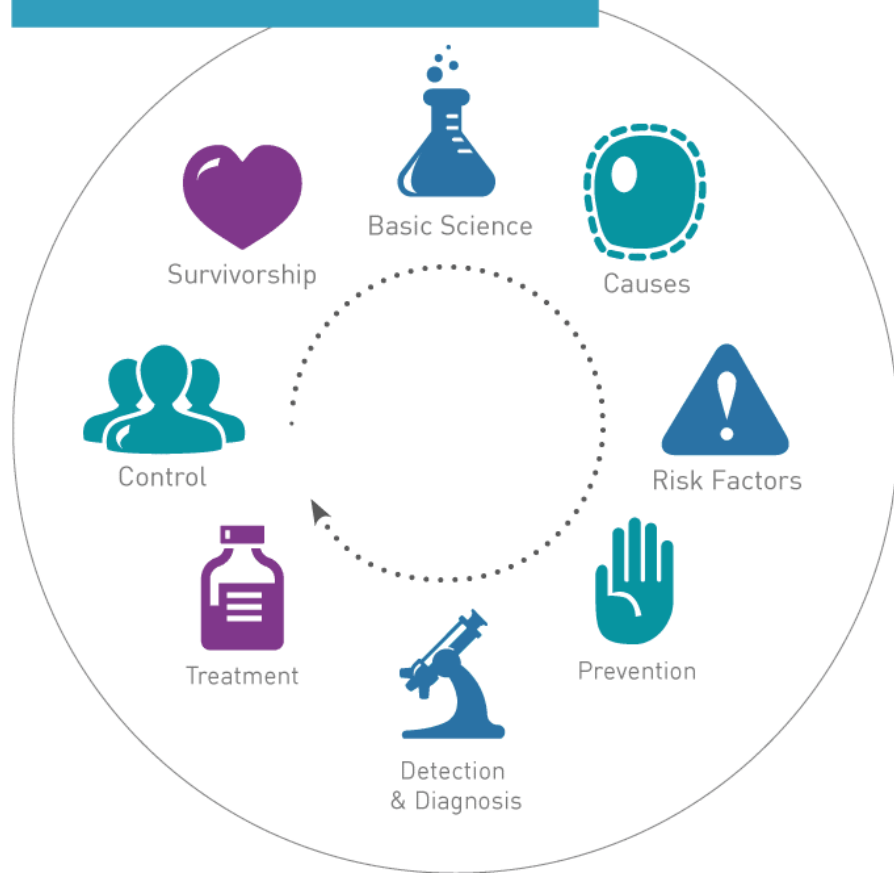 Basic Science
Causes
Risk Factors
Prevention
Detection
& Diagnosis
Treatment
Control
Survivorship